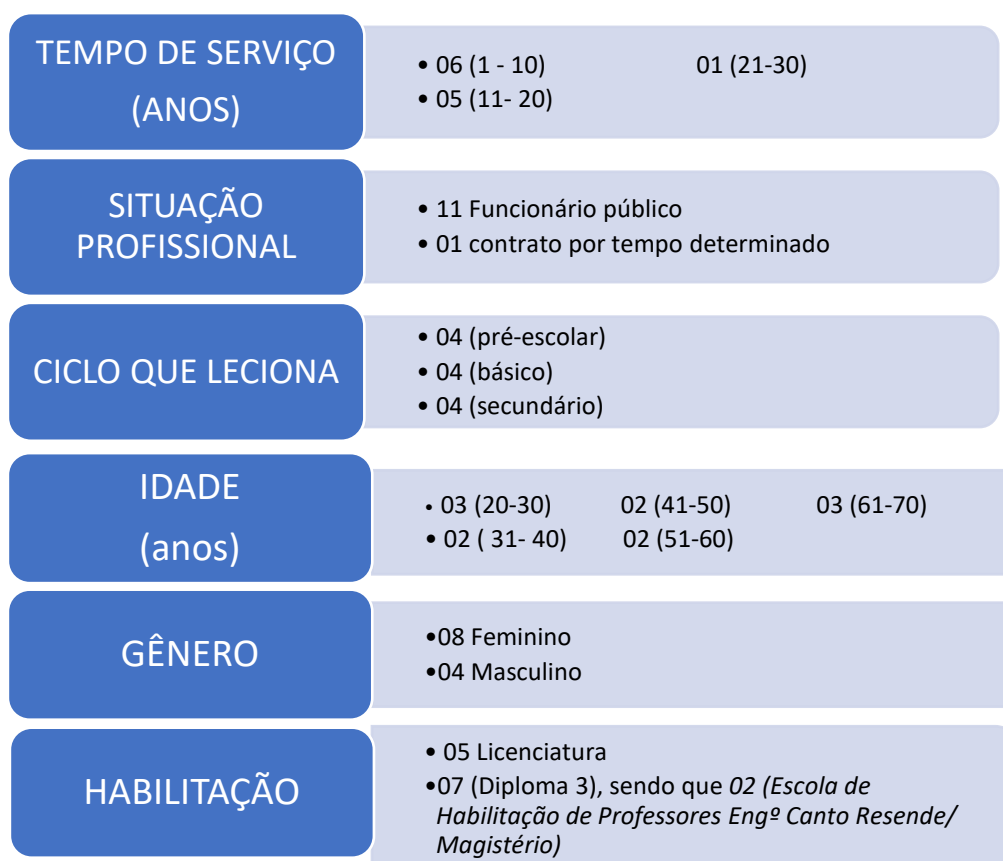 TEMPO DE SERVIÇO
(ANOS)
• 06 (1 - 10) 01 (21-30)
• 05 (11- 20)
SITUAÇÃO
PROFISSIONAL
• 11 Funcionário público
• 01 contrato por tempo determinado
CICLO QUE LECIONA
• 04 (pré-escolar)
• 04 (básico)
• 04 (secundário)
IDADE
(anos)
• 03 (20-30) 02 (41-50) 03 (61-70)
• 02 ( 31- 40) 02 (51-60)
GÊNERO
•08 Feminino
•04 Masculino
HABILITAÇÃO
• 05 Licenciatura
•07 (Diploma 3), sendo que 02 (Escola de
Habilitação de Professores Engº Canto Resende/
Magistério)